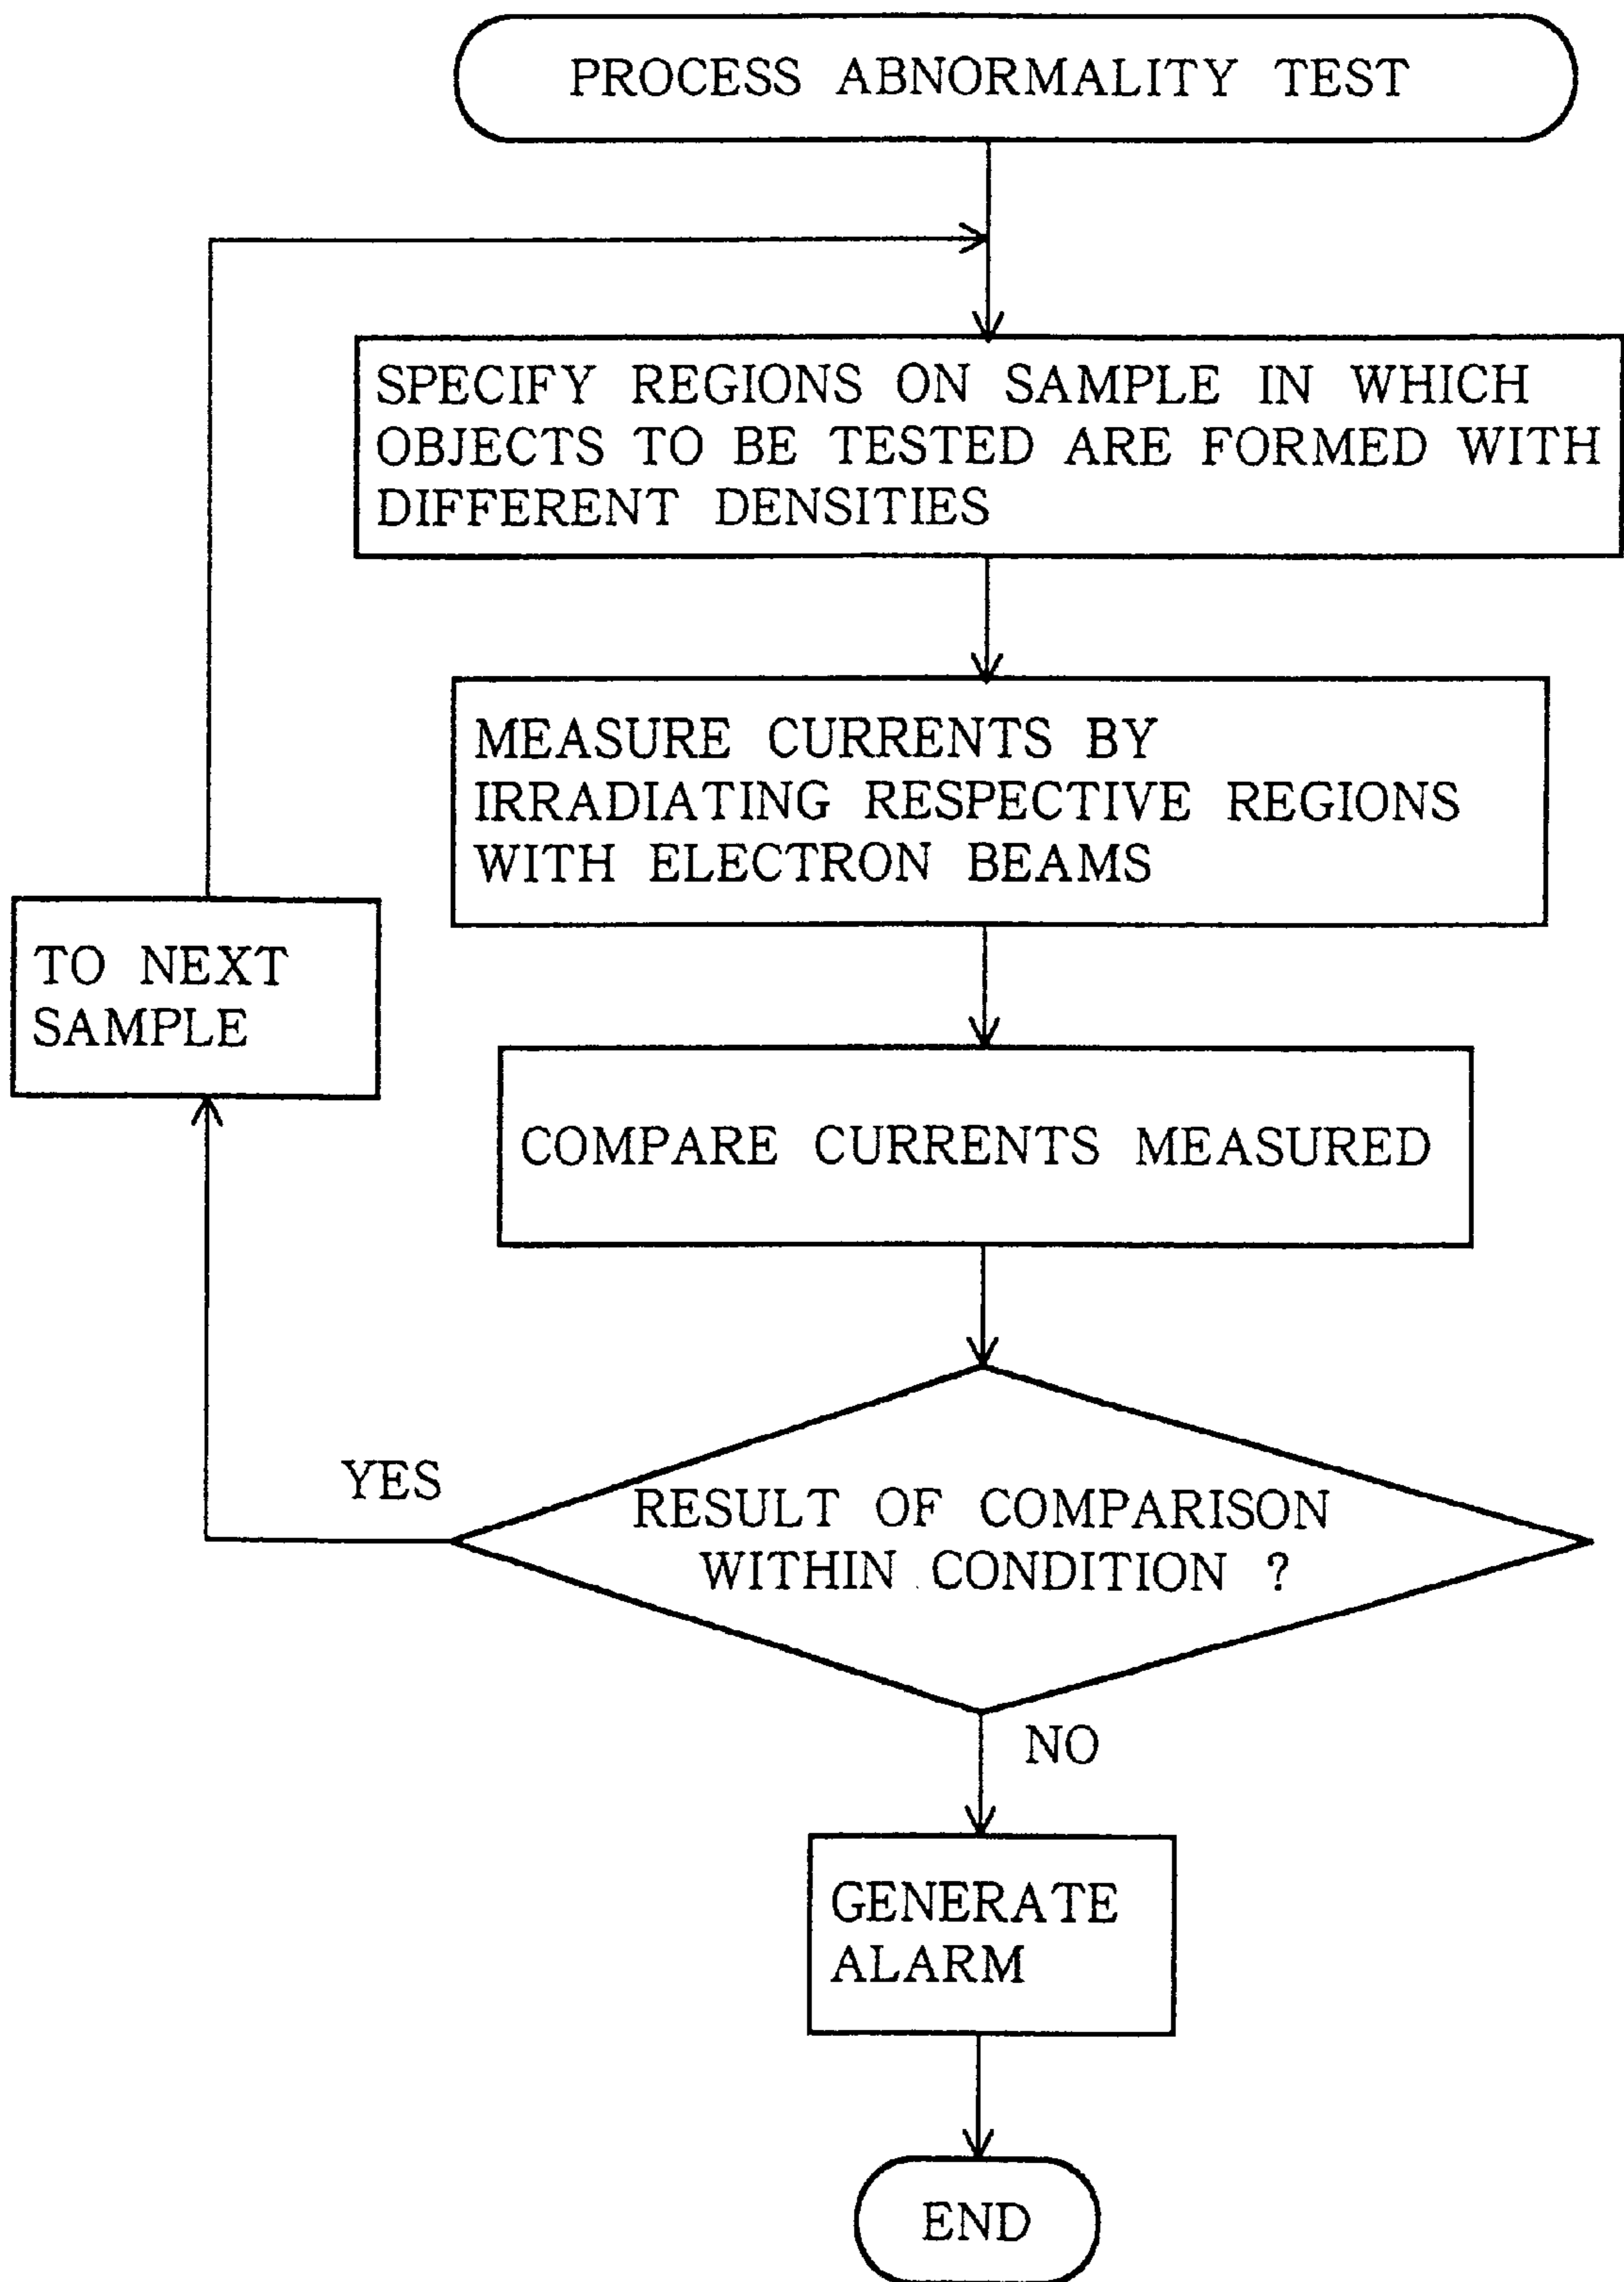 PROCESS ABNORMALITY TEST
SPECIFY REGIONS ON SAMPLE IN WHICH
OBJECTS TO BE TESTED ARE FORMED WITH
DIFFERENT DENSITIES
MEASURE CURRENTS BY
IRRADIATING RESPECTIVE REGIONS
WITH ELECTRON BEAMS
TO NEXT
SAMPLE
COMPARE CURRENTS MEASURED
YES
RESULT OF COMPARISON
WITHIN CONDITION ?
NO
GENERATE
ALARM
END